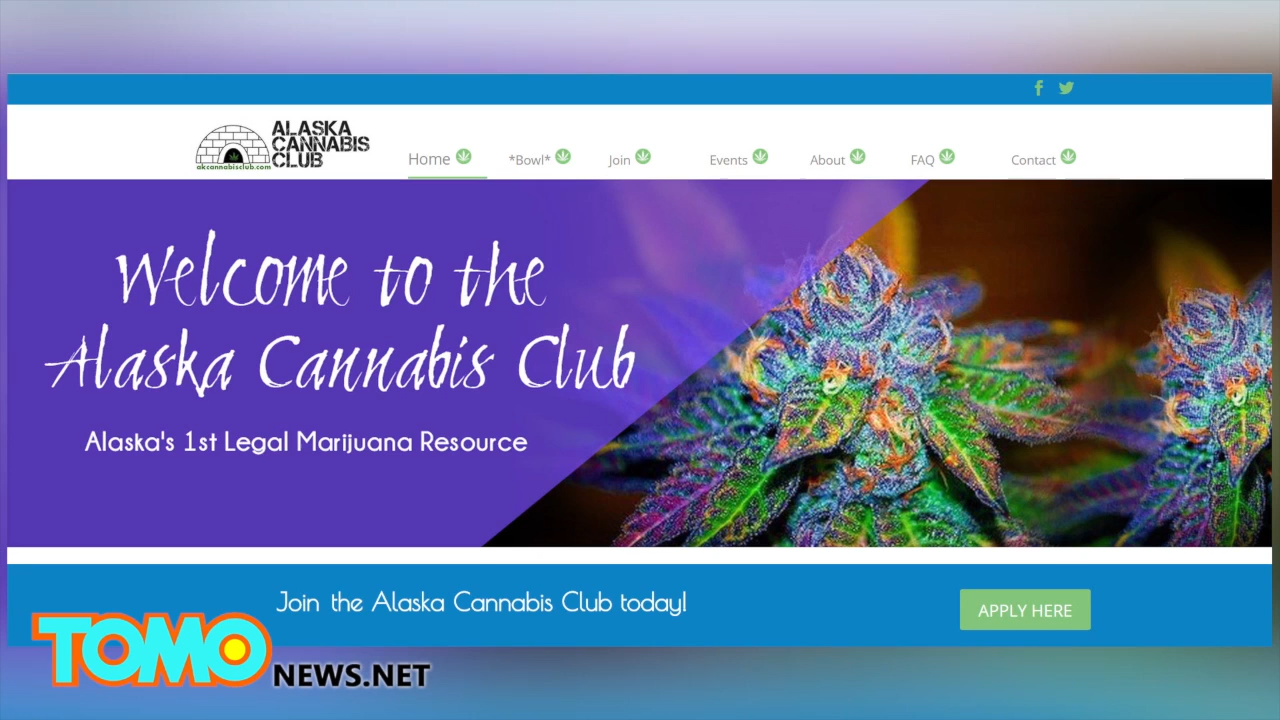 ALASKA
CANNABIS
CLUB
akcannabisclub.com
Home
*Bowl*
Join
Events
About
FAQ
Contact
Welcome to the
Alaska Cannabis Club
Alaska's 1st Legal Marijuana Resource
Join the Alaska Cannabis Club today!
APPLY HERE
TOMO
NEWS.NET